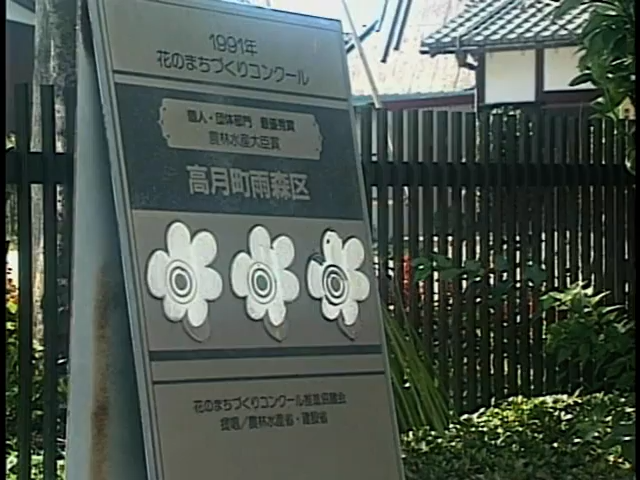 1991年
花のまちづくりコンクール
個人・団体部門　最優秀賞
農林水産大臣賞
高月町雨森区
花のまちづくりコンクール推進協議会
提唱／農林水産省・建設省